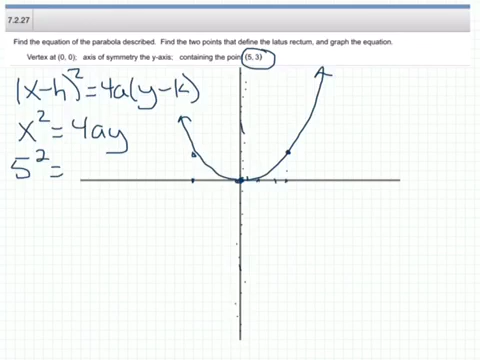 7.2.27
Find the equation of the parabola described. Find the two points that define the latus rectum, and graph the equation.
Vertex at (0, 0); axis of symmetry the y-axis; containing the point (5, 3)
(x-h)² = 4a(y-k)
x² = 4ay
5² =